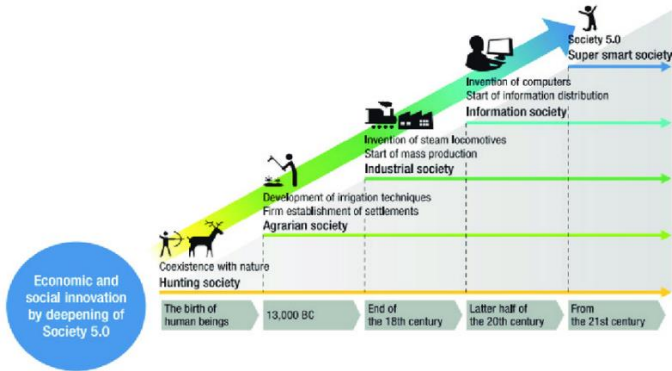 Society 5.0
Super smart society
Invention of computers
Start of information distribution
Information society
Invention of steam locomotives
Start of mass production
Industrial society
Development of irrigation techniques
Firm establishment of settlements
Agrarian society
Coexistence with nature
Hunting society
Economic and
social innovation
by deepening of
Society 5.0
The birth of
human beings
13,000 BC
End of
the 18th century
Latter half of
the 20th century
From
the 21st century